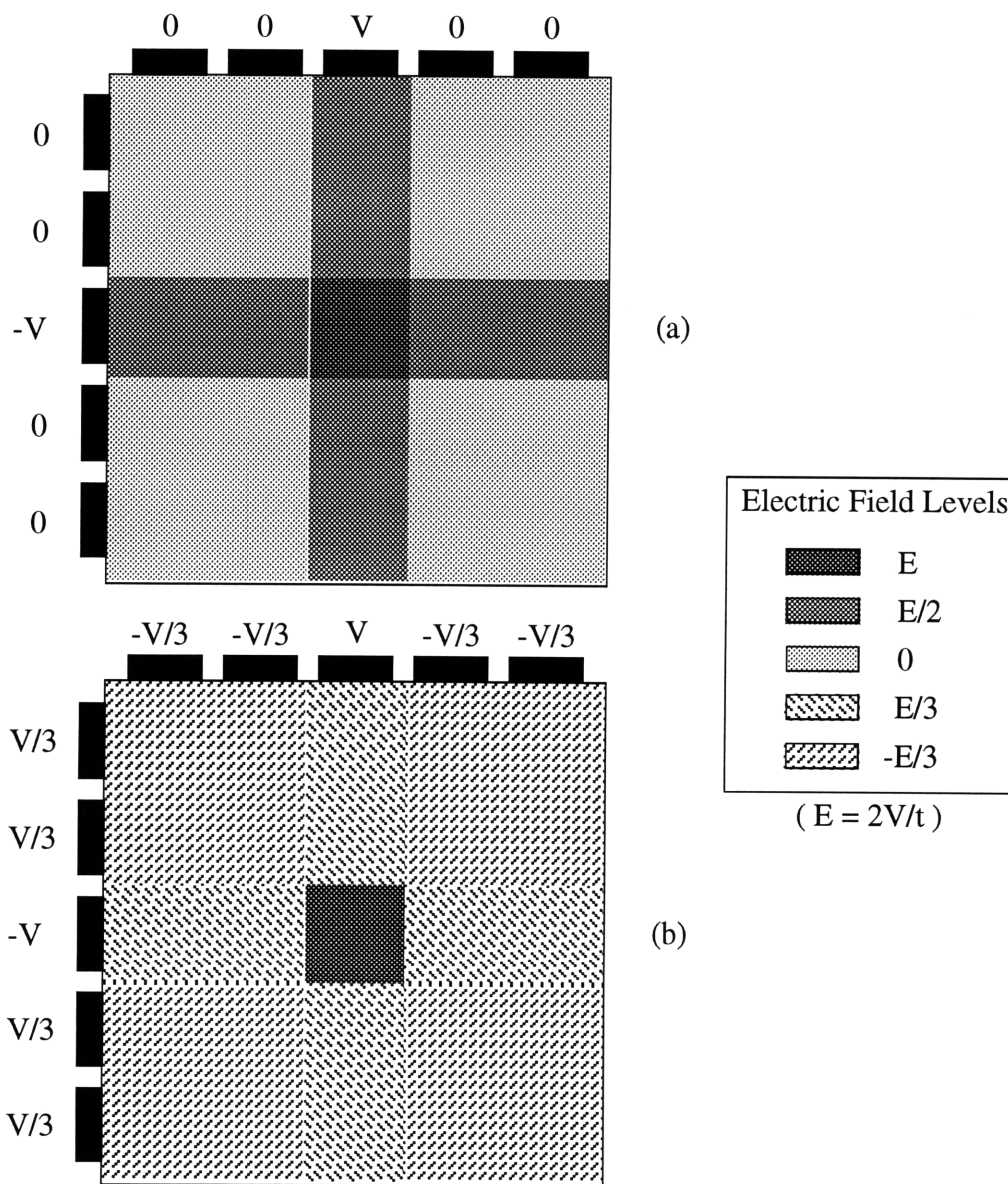 0 0 V 0 0
0
0
-V
0
0
(a)
Electric Field Levels
E
E/2
0
E/3
-E/3
( E = 2V/t )
-V/3 -V/3 V -V/3 -V/3
V/3
V/3
-V
V/3
V/3
(b)